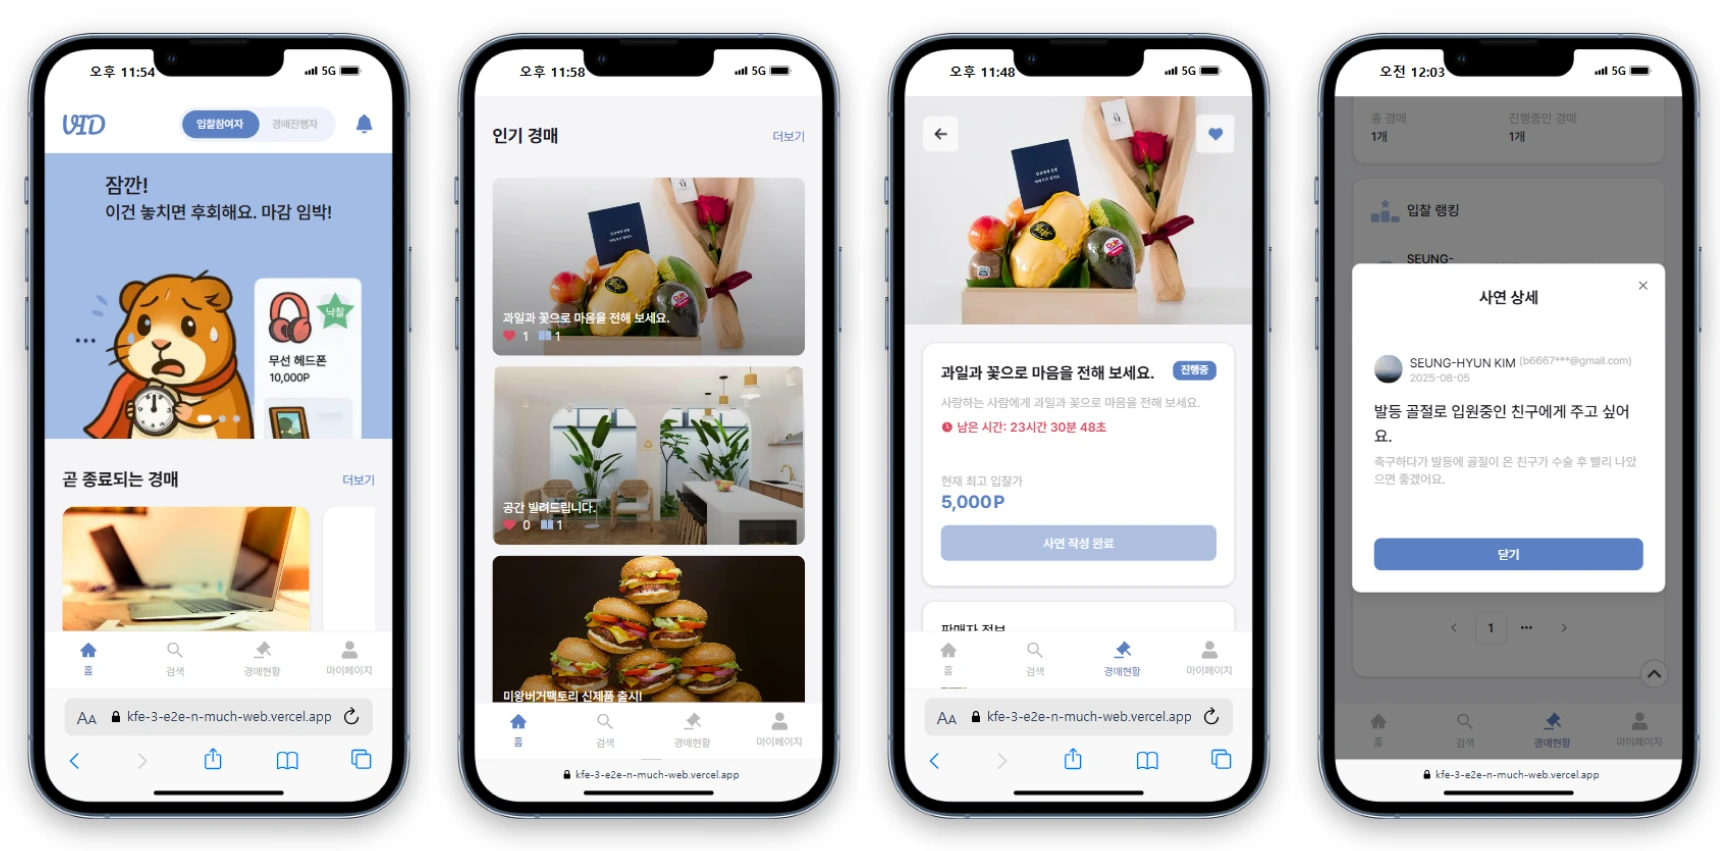 오후 11:54
5G
VID
입찰참여자
경매진행자
잠깐!
이건 놓치면 후회해요. 마감 임박!
낙찰
무선 헤드폰
10,000P
곧 종료되는 경매
더보기
홈
검색
경매현황
마이페이지
AA
kfe-3-e2e-n-much-web.vercel.app
오후 11:58
5G
인기 경매
더보기
과일과 꽃으로 마음을 전해 보세요.
1
1
공간 빌려드립니다.
0
1
미왕버거팩토리 신제품 출시!
홈
검색
경매현황
마이페이지
kfe-3-e2e-n-much-web.vercel.app
오후 11:48
5G
과일과 꽃으로 마음을 전해 보세요.
진행중
사랑하는 사람에게 과일과 꽃으로 마음을 전해 보세요.
남은 시간: 23시간 30분 48초
현재 최고 입찰가
5,000P
사연 작성 완료
판매자 정보
홈
검색
경매현황
마이페이지
AA
kfe-3-e2e-n-much-web.vercel.app
오전 12:03
5G
총 경매
진행중인 경매
1개
1개
입찰 랭킹
SEUNG-
사연 상세
SEUNG-HYUN KIM (b6667***@gmail.com)
2025-08-05
발등 골절로 입원중인 친구에게 주고 싶어
요.
축구하다가 발등에 골절이 온 친구가 수술 후 빨리 나았
으면 좋겠어요.
닫기
1
홈
검색
경매현황
마이페이지
kfe-3-e2e-n-much-web.vercel.app